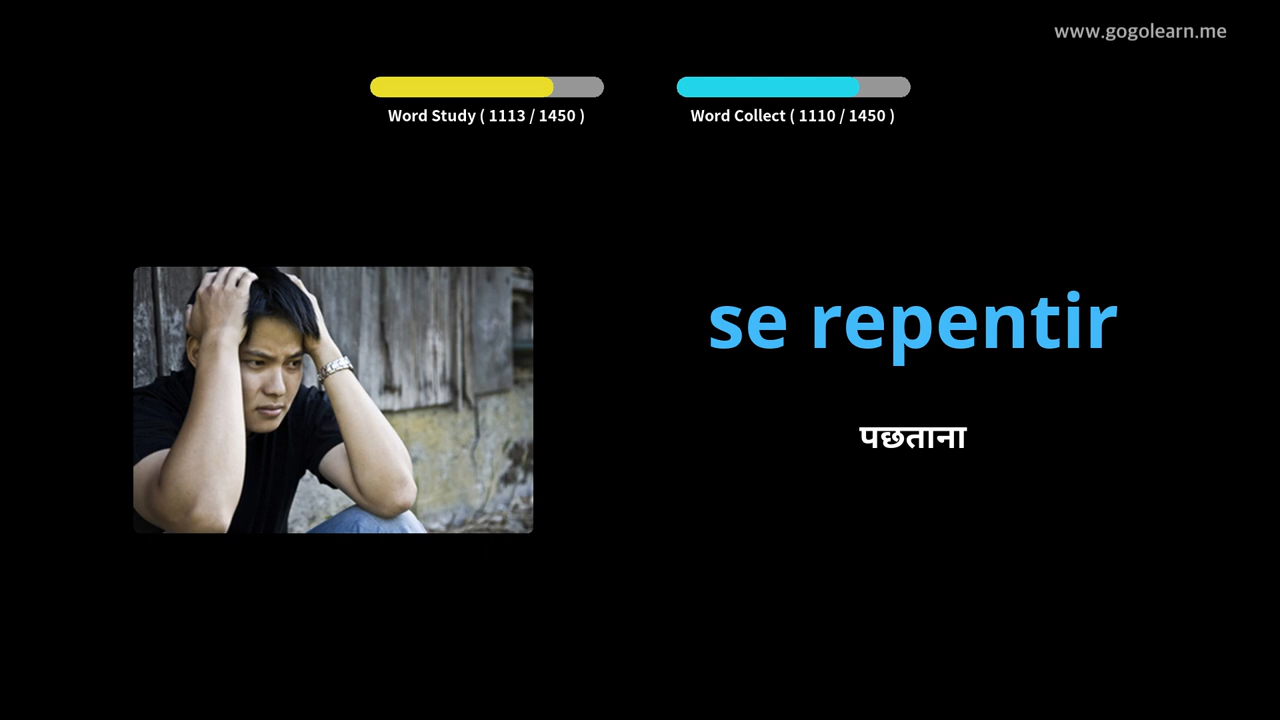 www.gogolearn.me
Word Study ( 1113 / 1450 )
Word Collect ( 1110 / 1450 )
se repentir
पछताना